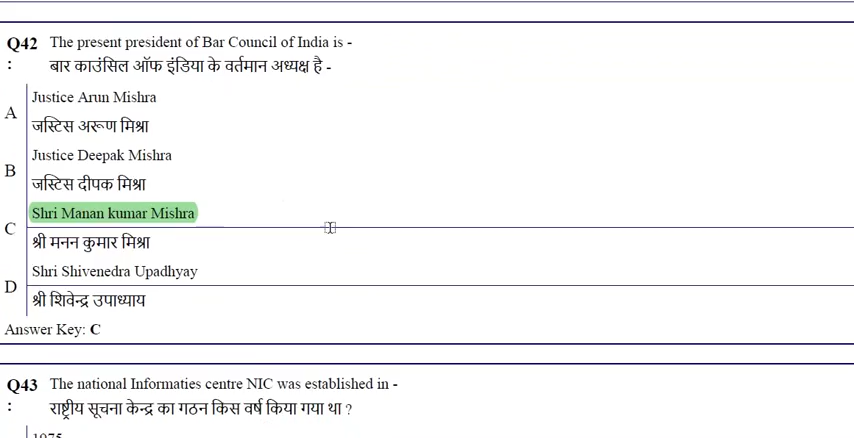 Q42 The present president of Bar Council of India is -
: बार काउंसिल ऑफ इंडिया के वर्तमान अध्यक्ष है -
Justice Arun Mishra
A
जस्टिस अरूण मिश्रा
Justice Deepak Mishra
B
जस्टिस दीपक मिश्रा
Shri Manan kumar Mishra
C
श्री मनन कुमार मिश्रा
Shri Shivenedra Upadhyay
D
श्री शिवेन्द्र उपाध्याय
Answer Key: C
Q43 The national Informaties centre NIC was established in -
: राष्ट्रीय सूचना केन्द्र का गठन किस वर्ष किया गया था ?
1975